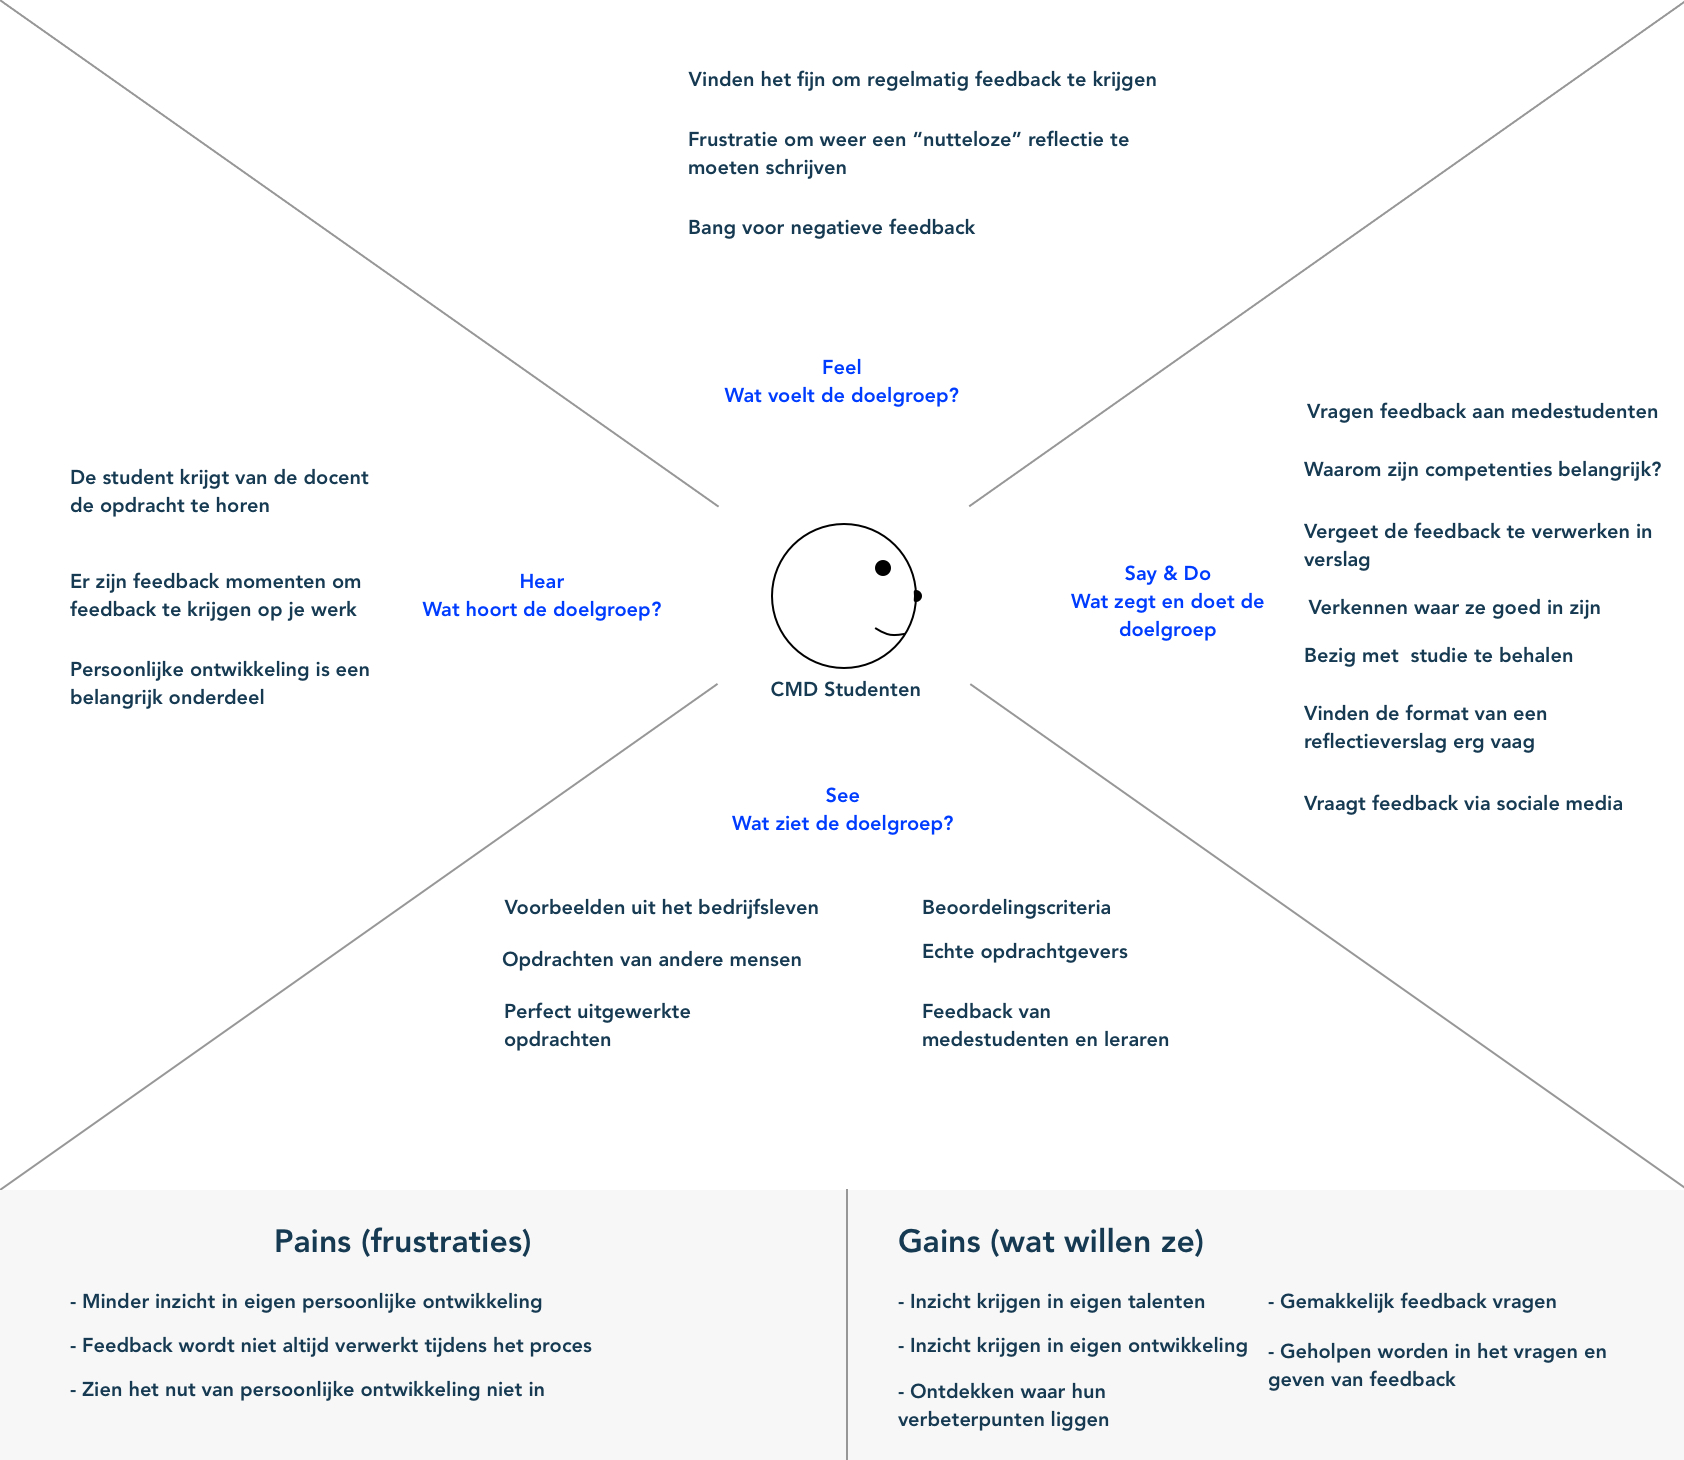 Vinden het fijn om regelmatig feedback te krijgen
Frustratie om weer een “nutteloze” reflectie te
moeten schrijven
Bang voor negatieve feedback
Feel
Wat voelt de doelgroep?
De student krijgt van de docent
de opdracht te horen
Er zijn feedback momenten om
feedback te krijgen op je werk
Persoonlijke ontwikkeling is een
belangrijk onderdeel
Hear
Wat hoort de doelgroep?
CMD Studenten
Say & Do
Wat zegt en doet de
doelgroep
Vragen feedback aan medestudenten
Waarom zijn competenties belangrijk?
Vergeet de feedback te verwerken in
verslag
Verkennen waar ze goed in zijn
Bezig met  studie te behalen
Vinden de format van een
reflectieverslag erg vaag
Vraagt feedback via sociale media
See
Wat ziet de doelgroep?
Voorbeelden uit het bedrijfsleven
Opdrachten van andere mensen
Perfect uitgewerkte
opdrachten
Beoordelingscriteria
Echte opdrachtgevers
Feedback van
medestudenten en leraren
Pains (frustraties)
- Minder inzicht in eigen persoonlijke ontwikkeling
- Feedback wordt niet altijd verwerkt tijdens het proces
- Zien het nut van persoonlijke ontwikkeling niet in
Gains (wat willen ze)
- Inzicht krijgen in eigen talenten
- Inzicht krijgen in eigen ontwikkeling
- Ontdekken waar hun
verbeterpunten liggen
- Gemakkelijk feedback vragen
- Geholpen worden in het vragen en
geven van feedback